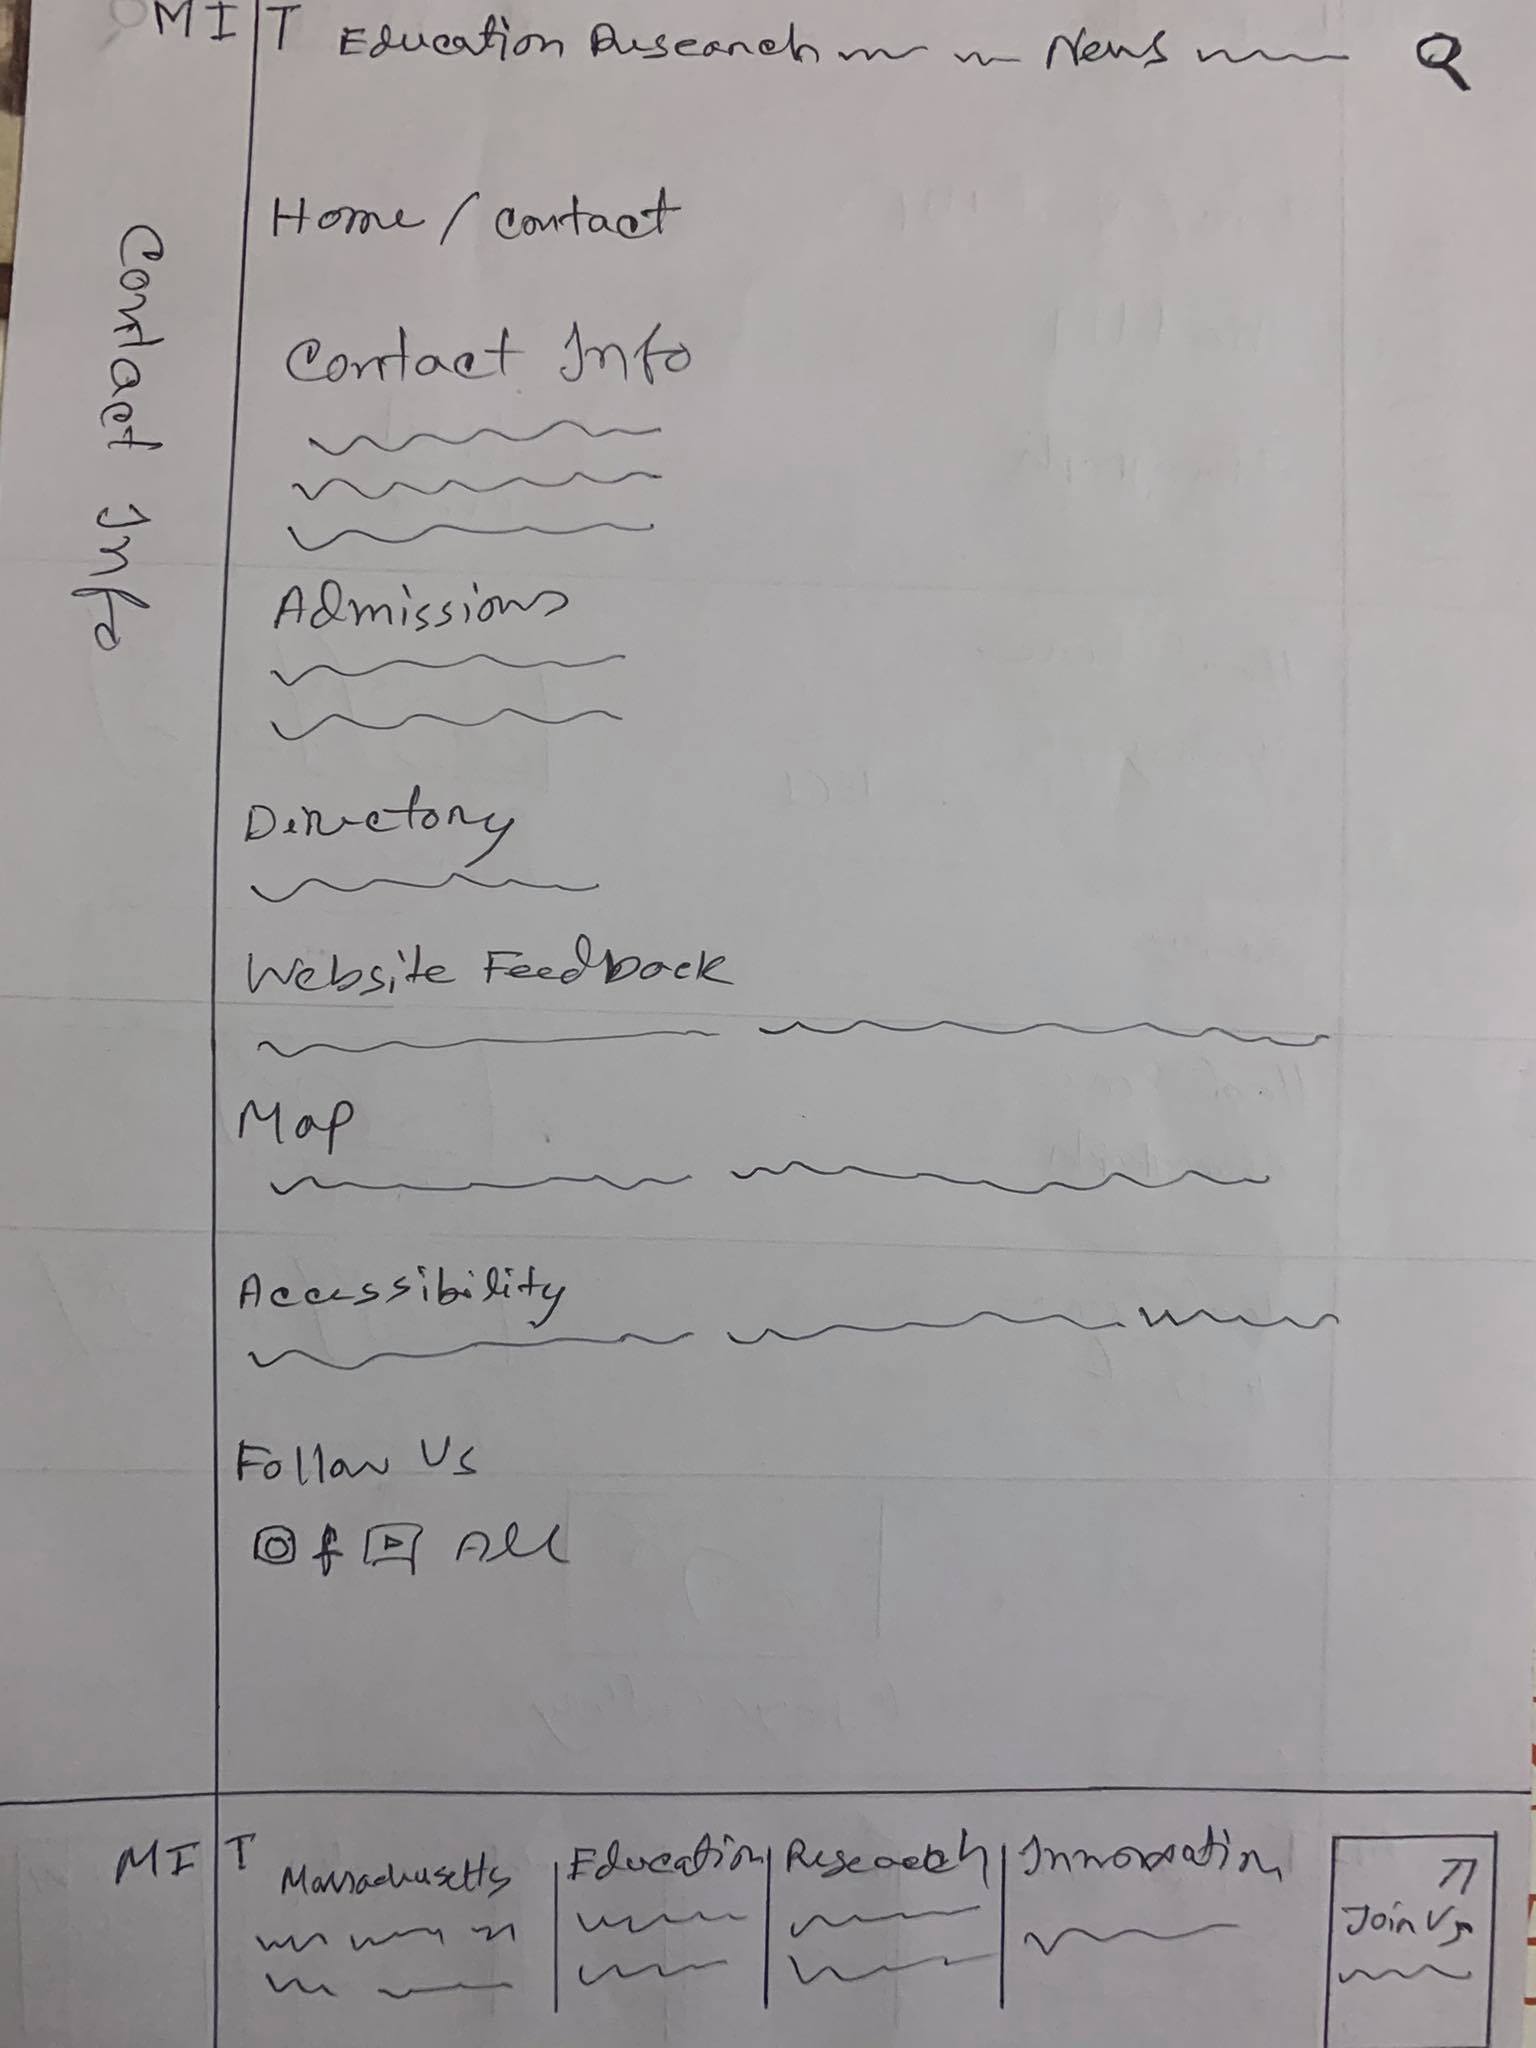 MIT Education Research News
Contact Info
Home / contact
Contact Info
Admissions
Directory
Website Feedback
Map
Accessibility
Follow Us
All
MIT Massachusetts Education Research Innovation
Join Us